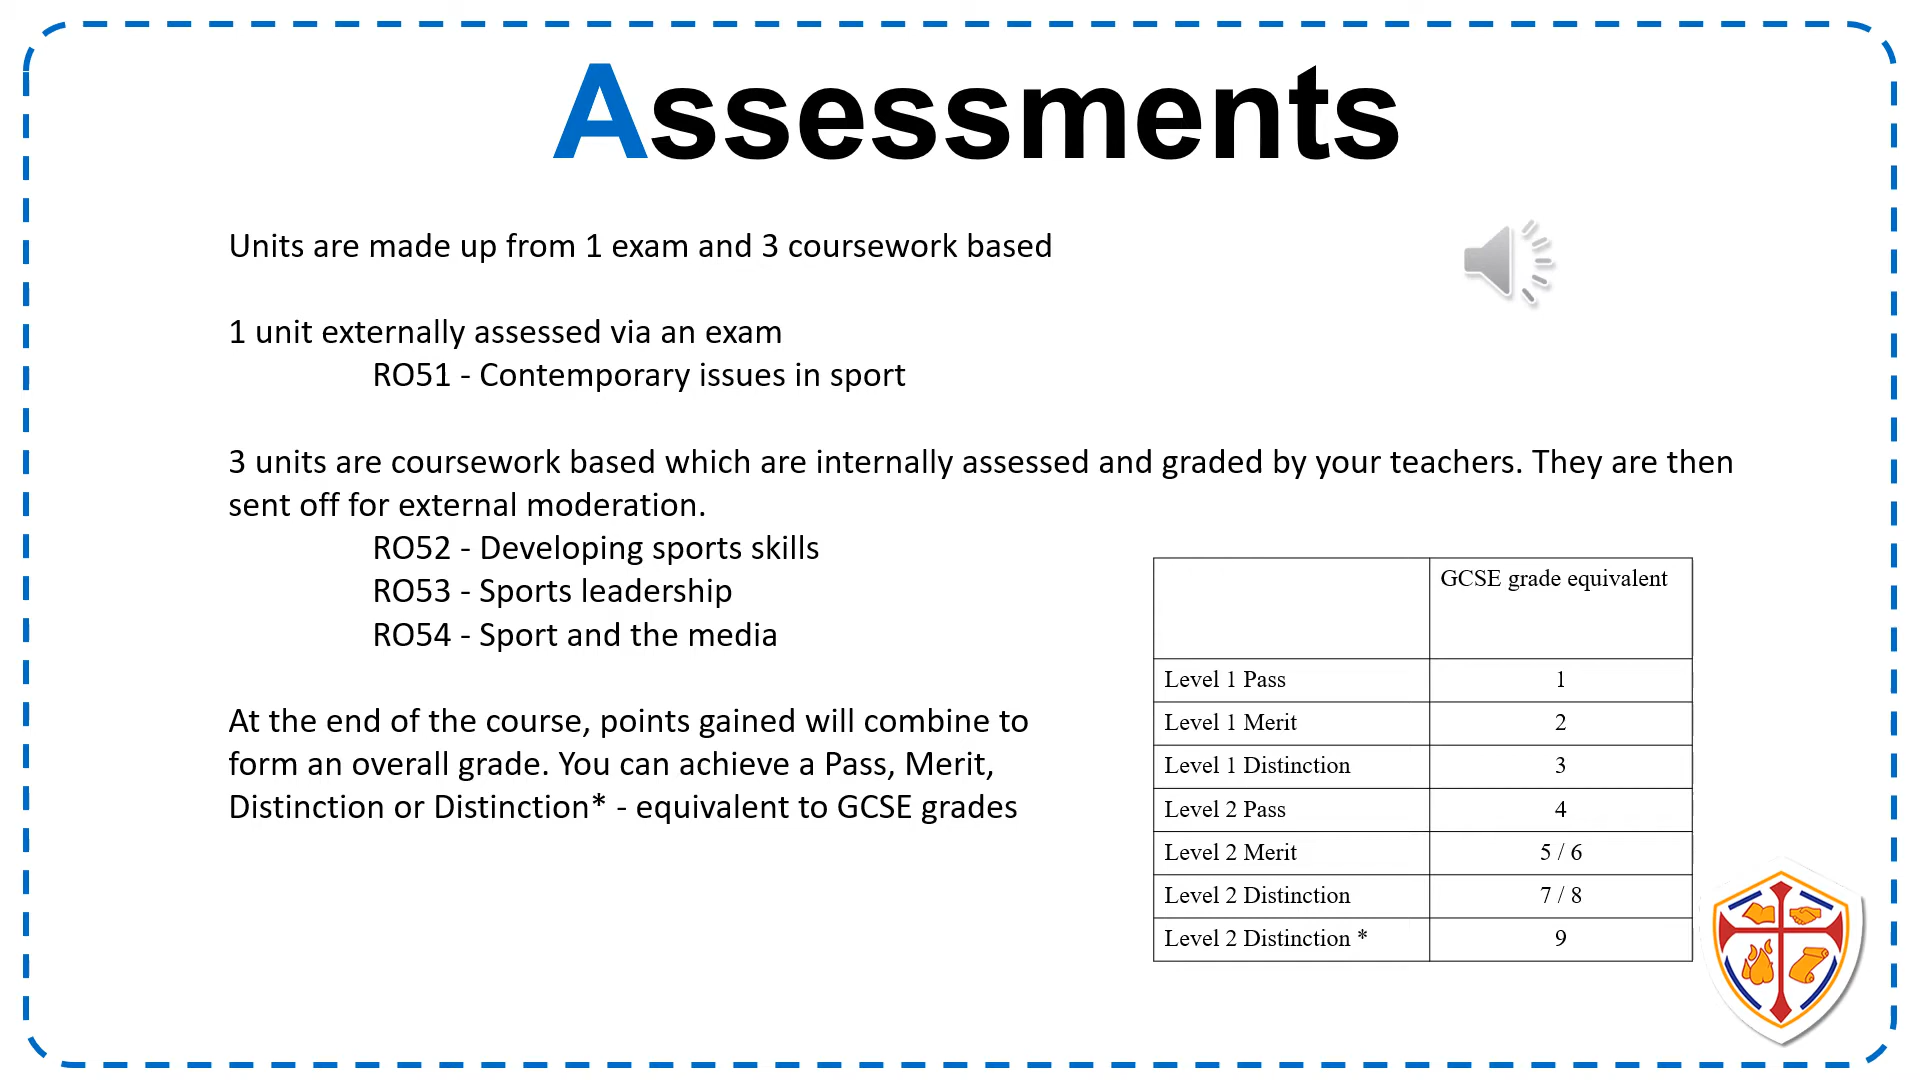 Assessments
Units are made up from 1 exam and 3 coursework based
1 unit externally assessed via an exam
RO51 - Contemporary issues in sport
3 units are coursework based which are internally assessed and graded by your teachers. They are then
sent off for external moderation.
RO52 - Developing sports skills
RO53 - Sports leadership
RO54 - Sport and the media
At the end of the course, points gained will combine to
form an overall grade. You can achieve a Pass, Merit,
Distinction or Distinction* - equivalent to GCSE grades
GCSE grade equivalent
Level 1 Pass 1
Level 1 Merit 2
Level 1 Distinction 3
Level 2 Pass 4
Level 2 Merit 5 / 6
Level 2 Distinction 7 / 8
Level 2 Distinction * 9